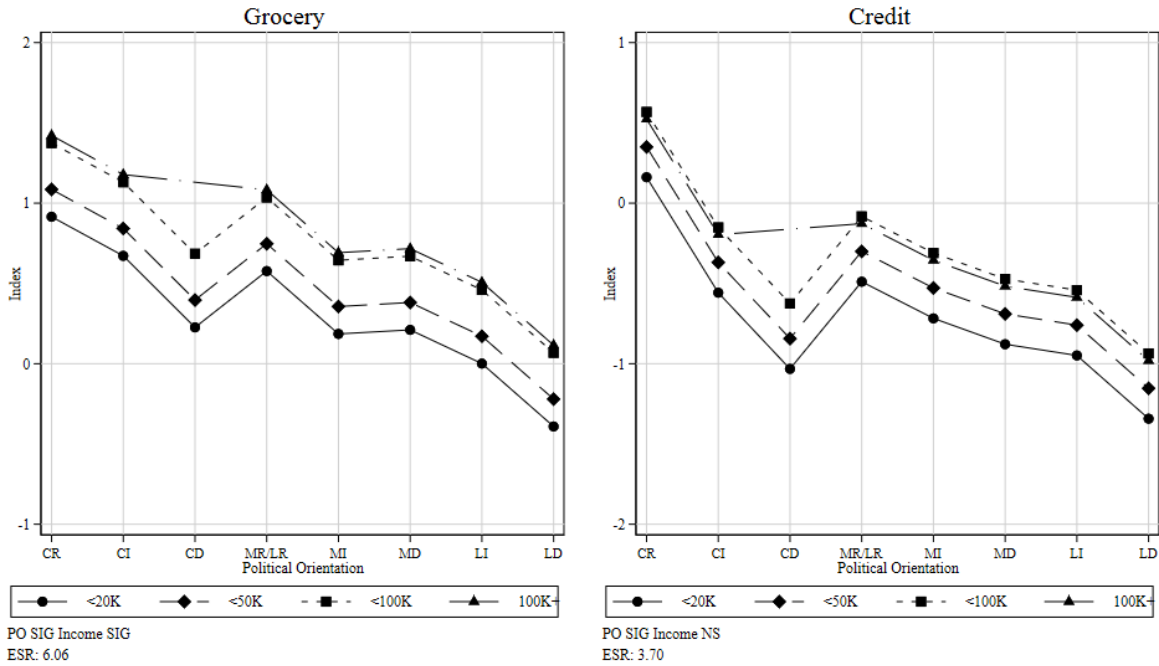 Grocery
2
1
0
-1
Index
CR CI CD MR/LR MI MD LI LD
Political Orientation
<20K <50K <100K 100K+
PO SIG Income SIG
ESR: 6.06
Credit
1
0
-1
-2
Index
CR CI CD MR/LR MI MD LI LD
Political Orientation
<20K <50K <100K 100K+
PO SIG Income NS
ESR: 3.70